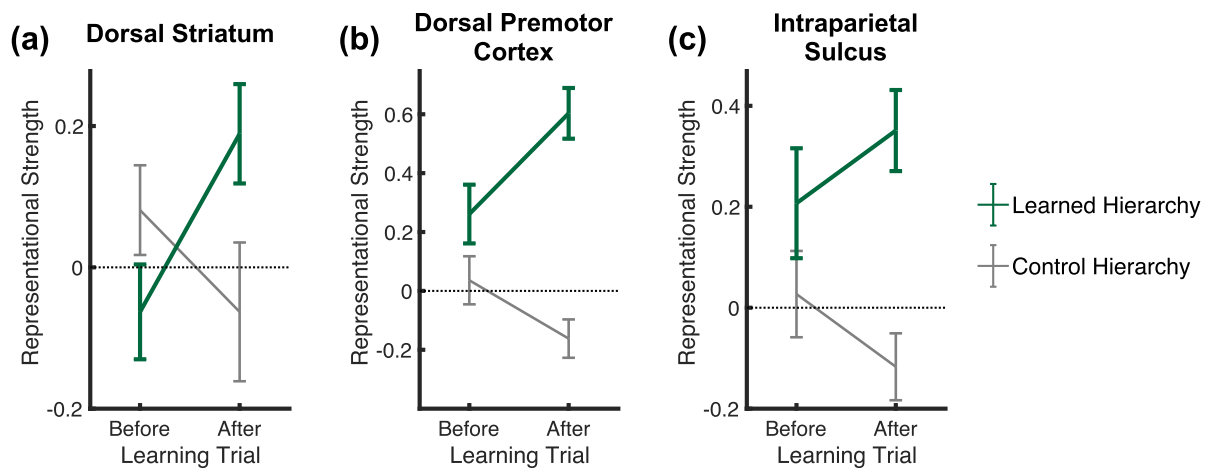 (a)
Dorsal Striatum
Representational Strength
0.2
0
-0.2
Before After
Learning Trial
(b)
Dorsal Premotor
Cortex
Representational Strength
0.6
0.4
0.2
0
-0.2
Before After
Learning Trial
(c)
Intraparietal
Sulcus
Representational Strength
0.4
0.2
0
-0.2
Before After
Learning Trial
Learned Hierarchy
Control Hierarchy